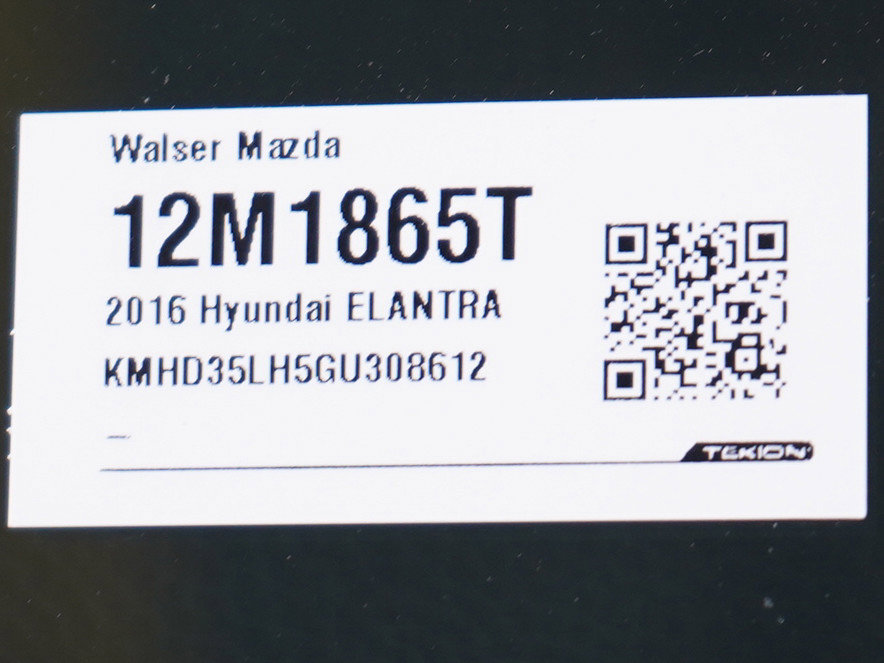 Walser Mazda
12M1865T
2016 Hyundai ELANTRA
KMHD35LH5GU308612
TEKION